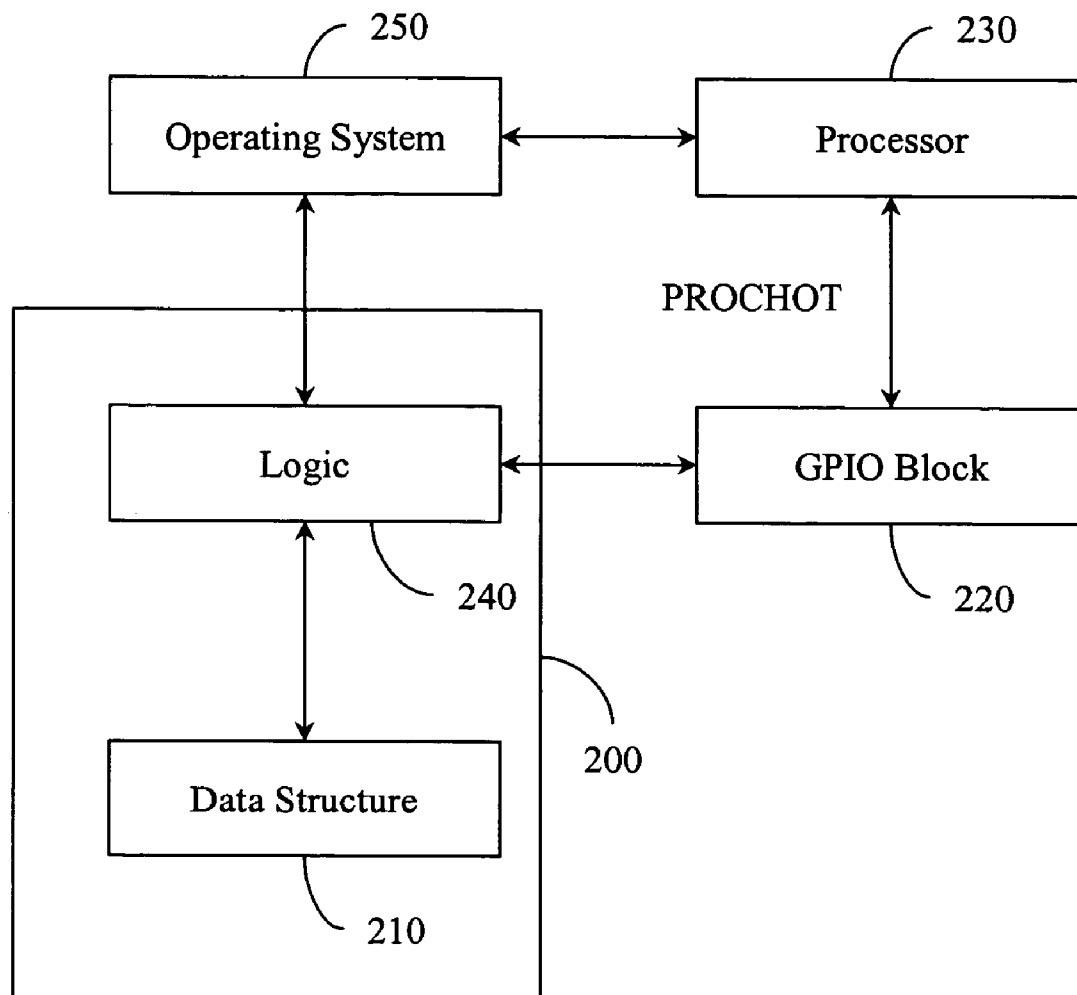 250
230
Operating System
Processor
PROCHOT
Logic
GPIO Block
240
220
200
Data Structure
210